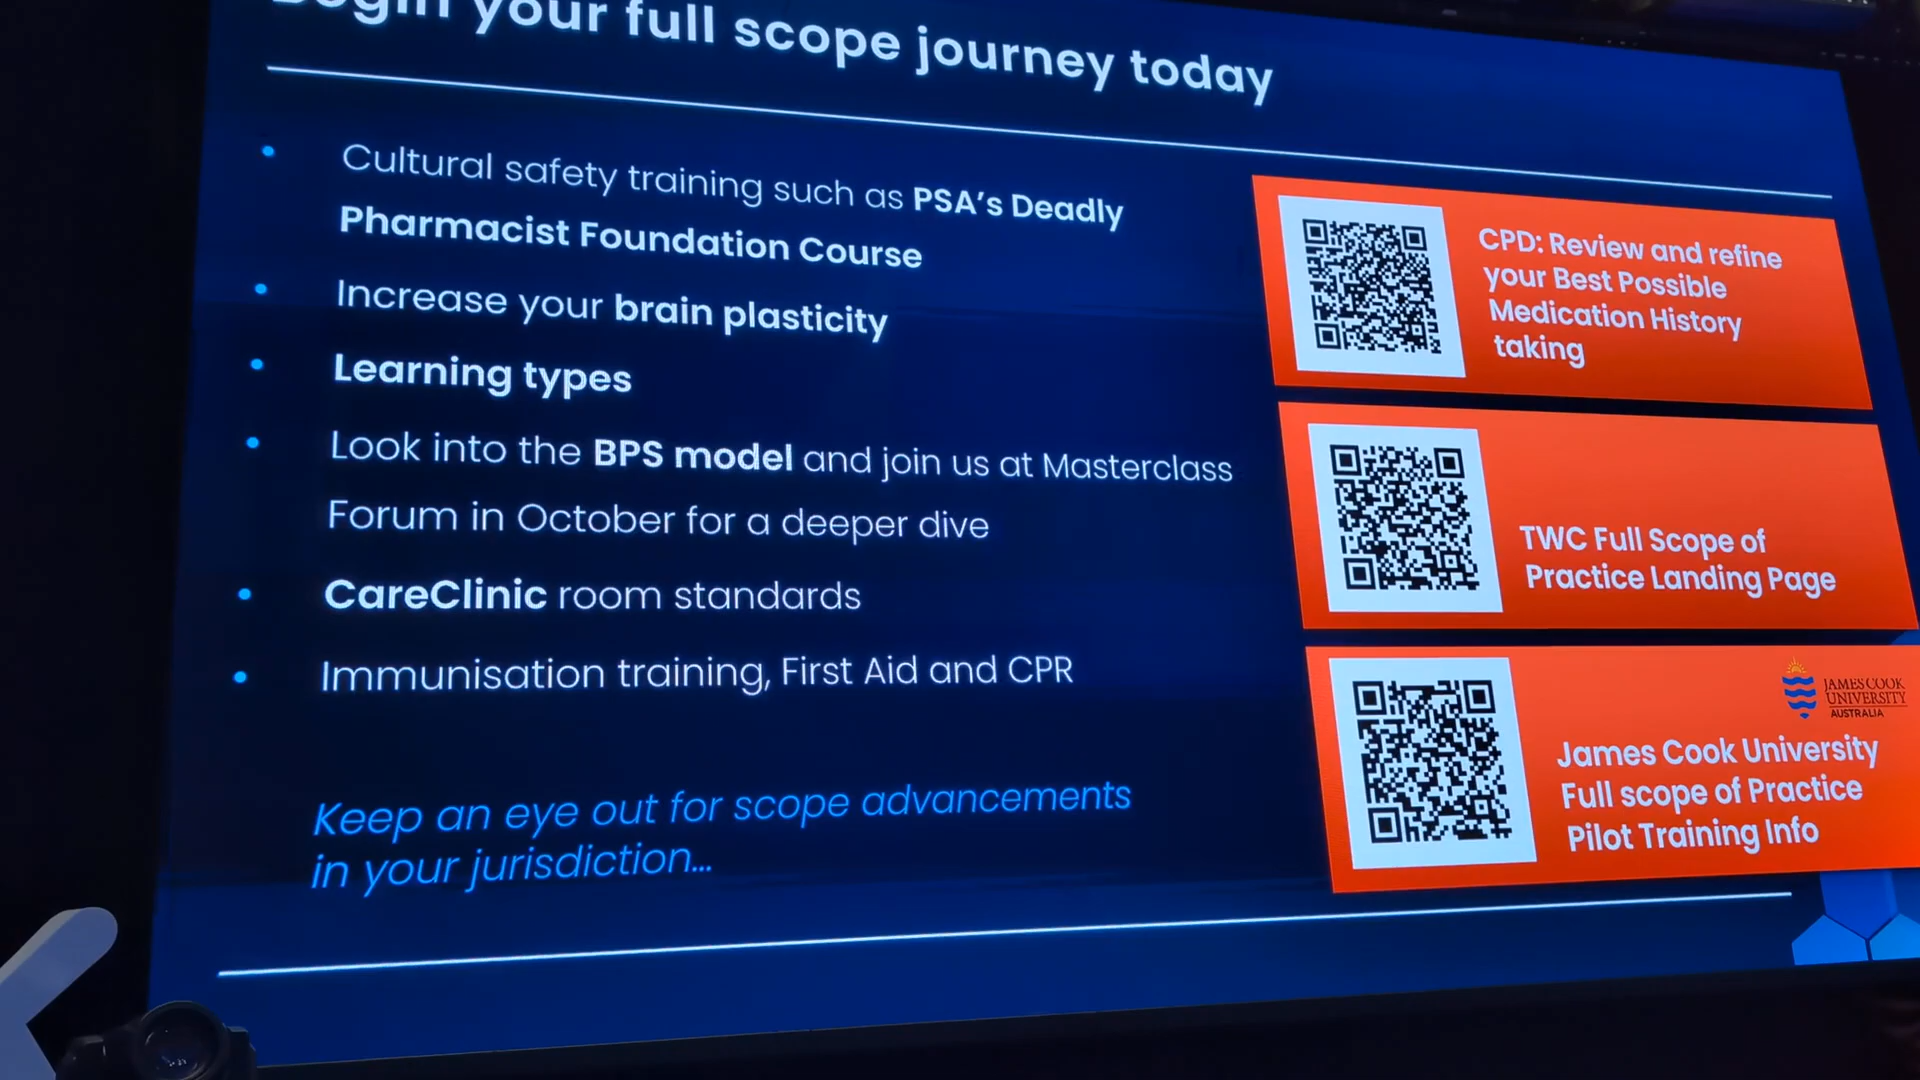 Begin your full scope journey today
Cultural safety training such as PSA's Deadly
Pharmacist Foundation Course
Increase your brain plasticity
Learning types
Look into the BPS model and join us at Masterclass
Forum in October for a deeper dive
CareClinic room standards
Immunisation training, First Aid and CPR
Keep an eye out for scope advancements
in your jurisdiction...
CPD: Review and refine
your Best Possible
Medication History
taking
TWC Full Scope of
Practice Landing Page
JAMES COOK
UNIVERSITY
AUSTRALIA
James Cook University
Full scope of Practice
Pilot Training Info